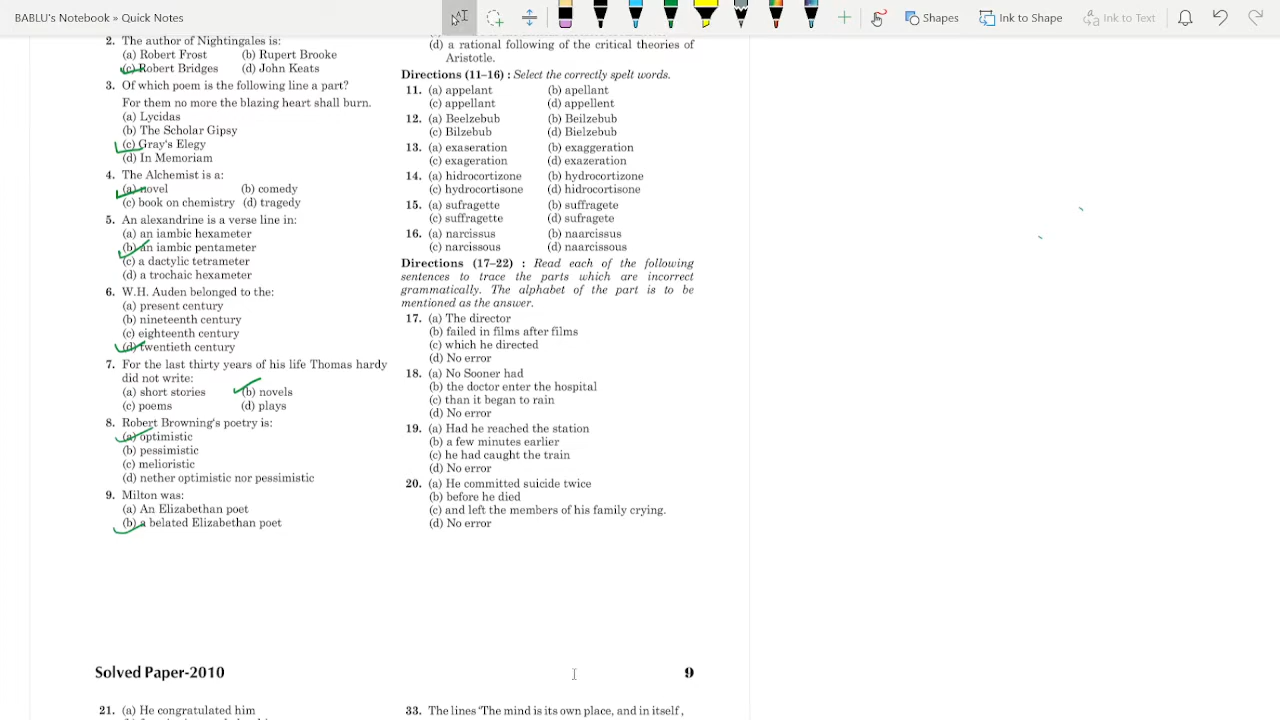 BABLU's Notebook » Quick Notes
Shapes
Ink to Shape
Ink to Text
2. The author of Nightingales is:
(a) Robert Frost (b) Rupert Brooke
(c) Robert Bridges (d) John Keats
3. Of which poem is the following line a part?
For them no more the blazing heart shall burn.
(a) Lycidas
(b) The Scholar Gipsy
(c) Gray's Elegy
(d) In Memoriam
4. The Alchemist is a:
(a) novel (b) comedy
(c) book on chemistry (d) tragedy
5. An alexandrine is a verse line in:
(a) an iambic hexameter
(b) an iambic pentameter
(c) a dactylic tetrameter
(d) a trochaic hexameter
6. W.H. Auden belonged to the:
(a) present century
(b) nineteenth century
(c) eighteenth century
(d) twentieth century
7. For the last thirty years of his life Thomas hardy
did not write:
(a) short stories (b) novels
(c) poems (d) plays
8. Robert Browning's poetry is:
(a) optimistic
(b) pessimistic
(c) melioristic
(d) nether optimistic nor pessimistic
9. Milton was:
(a) An Elizabethan poet
(b) a belated Elizabethan poet
(d) a rational following of the critical theories of
Aristotle.
Directions (11–16) : Select the correctly spelt words.
11. (a) appelant (b) apellant
(c) appellant (d) appellent
12. (a) Beelzebub (b) Beilzebub
(c) Bilzebub (d) Bielzebub
13. (a) exaseration (b) exaggeration
(c) exageration (d) exazeration
14. (a) hidrocortizone (b) hydrocortizone
(c) hydrocortisone (d) hidrocortisone
15. (a) sufragette (b) suffragete
(c) suffragette (d) sufragete
16. (a) narcissus (b) naarcissus
(c) narcissous (d) naarcissous
Directions (17–22) : Read each of the following
sentences to trace the parts which are incorrect
grammatically. The alphabet of the part is to be
mentioned as the answer.
17. (a) The director
(b) failed in films after films
(c) which he directed
(d) No error
18. (a) No Sooner had
(b) the doctor enter the hospital
(c) than it began to rain
(d) No error
19. (a) Had he reached the station
(b) a few minutes earlier
(c) he had caught the train
(d) No error
20. (a) He committed suicide twice
(b) before he died
(c) and left the members of his family crying.
(d) No error
Solved Paper-2010 9
21. (a) He congratulated him
33. The lines 'The mind is its own place, and in itself ,